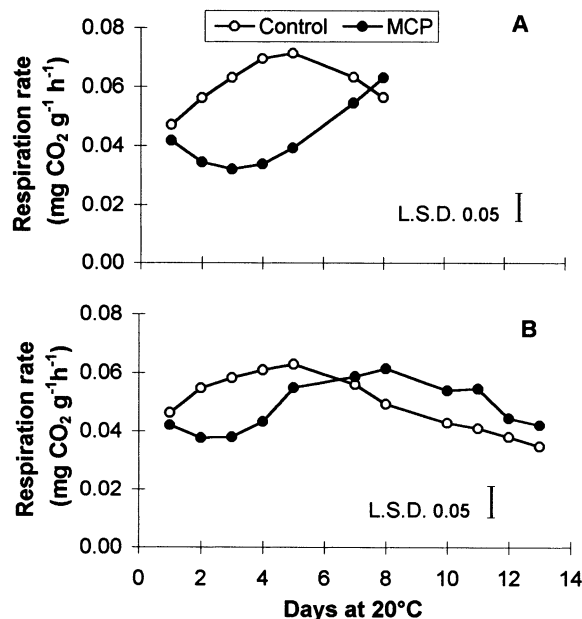 Control MCP
A
0.08
0.06
0.04
0.02
0.00
Respiration rate
(mg CO₂ g⁻¹ h⁻¹)
L.S.D. 0.05
B
0.08
0.06
0.04
0.02
0.00
Respiration rate
(mg CO₂ g⁻¹h⁻¹)
L.S.D. 0.05
0 2 4 6 8 10 12 14
Days at 20°C